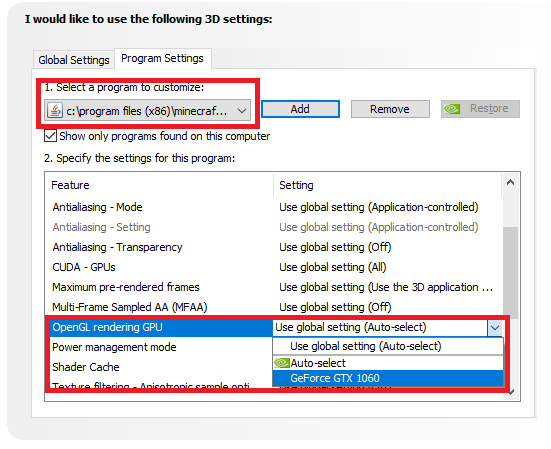 I would like to use the following 3D settings:
Global Settings Program Settings
1. Select a program to customize:
c:\program files (x86)\minecraf... Add Remove Restore
Show only programs found on this computer
2. Specify the settings for this program:
Feature Setting
Antialiasing - Mode Use global setting (Application-controlled)
Antialiasing - Setting Use global setting (Application-controlled)
Antialiasing - Transparency Use global setting (Off)
CUDA - GPUs Use global setting (All)
Maximum pre-rendered frames Use global setting (Use the 3D application ...
Multi-Frame Sampled AA (MFAA) Use global setting (Off)
OpenGL rendering GPU Use global setting (Auto-select)
Power management mode Use global setting (Auto-select)
Shader Cache Auto-select
GeForce GTX 1060
Texture filtering - Anisotropic sample opti...